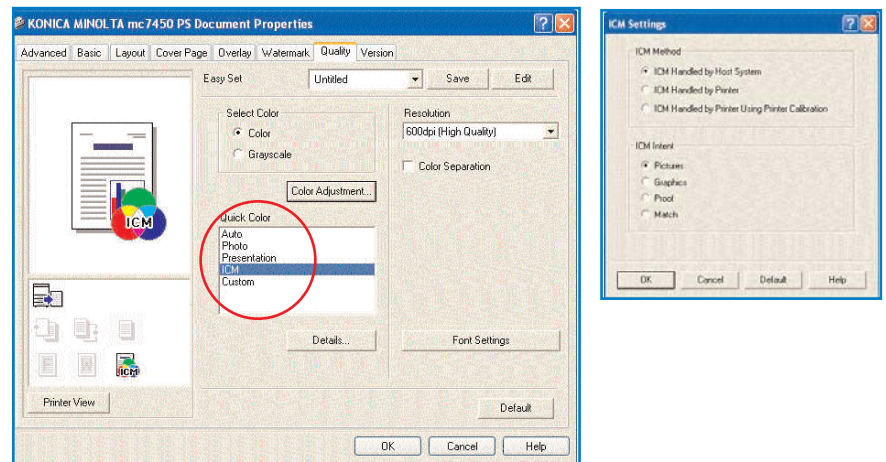 KONICA MINOLTA mc7450 PS Document Properties
Advanced Basic Layout Cover Page Overlay Watermark Quality Version
Easy Set Untitled Save Edit
Select Color
Color
Grayscale
Resolution
600dpi (High Quality)
Color Separation
Color Adjustment...
Quick Color
Auto
Photo
Presentation
ICM
Custom
Details...
Font Settings
ICM
ICM
Printer View
Default
OK Cancel Help
ICM Settings
ICM Method
ICM Handled by Host System
ICM Handled by Printer
ICM Handled by Printer Using Printer Calibration
ICM Intent
Pictures
Graphics
Proof
Match
OK Cancel Default Help